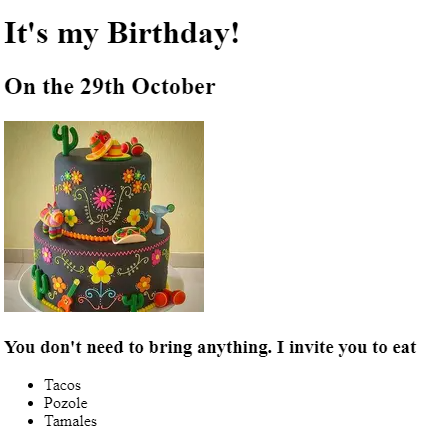 It's my Birthday!
On the 29th October
You don't need to bring anything. I invite you to eat
Tacos
Pozole
Tamales